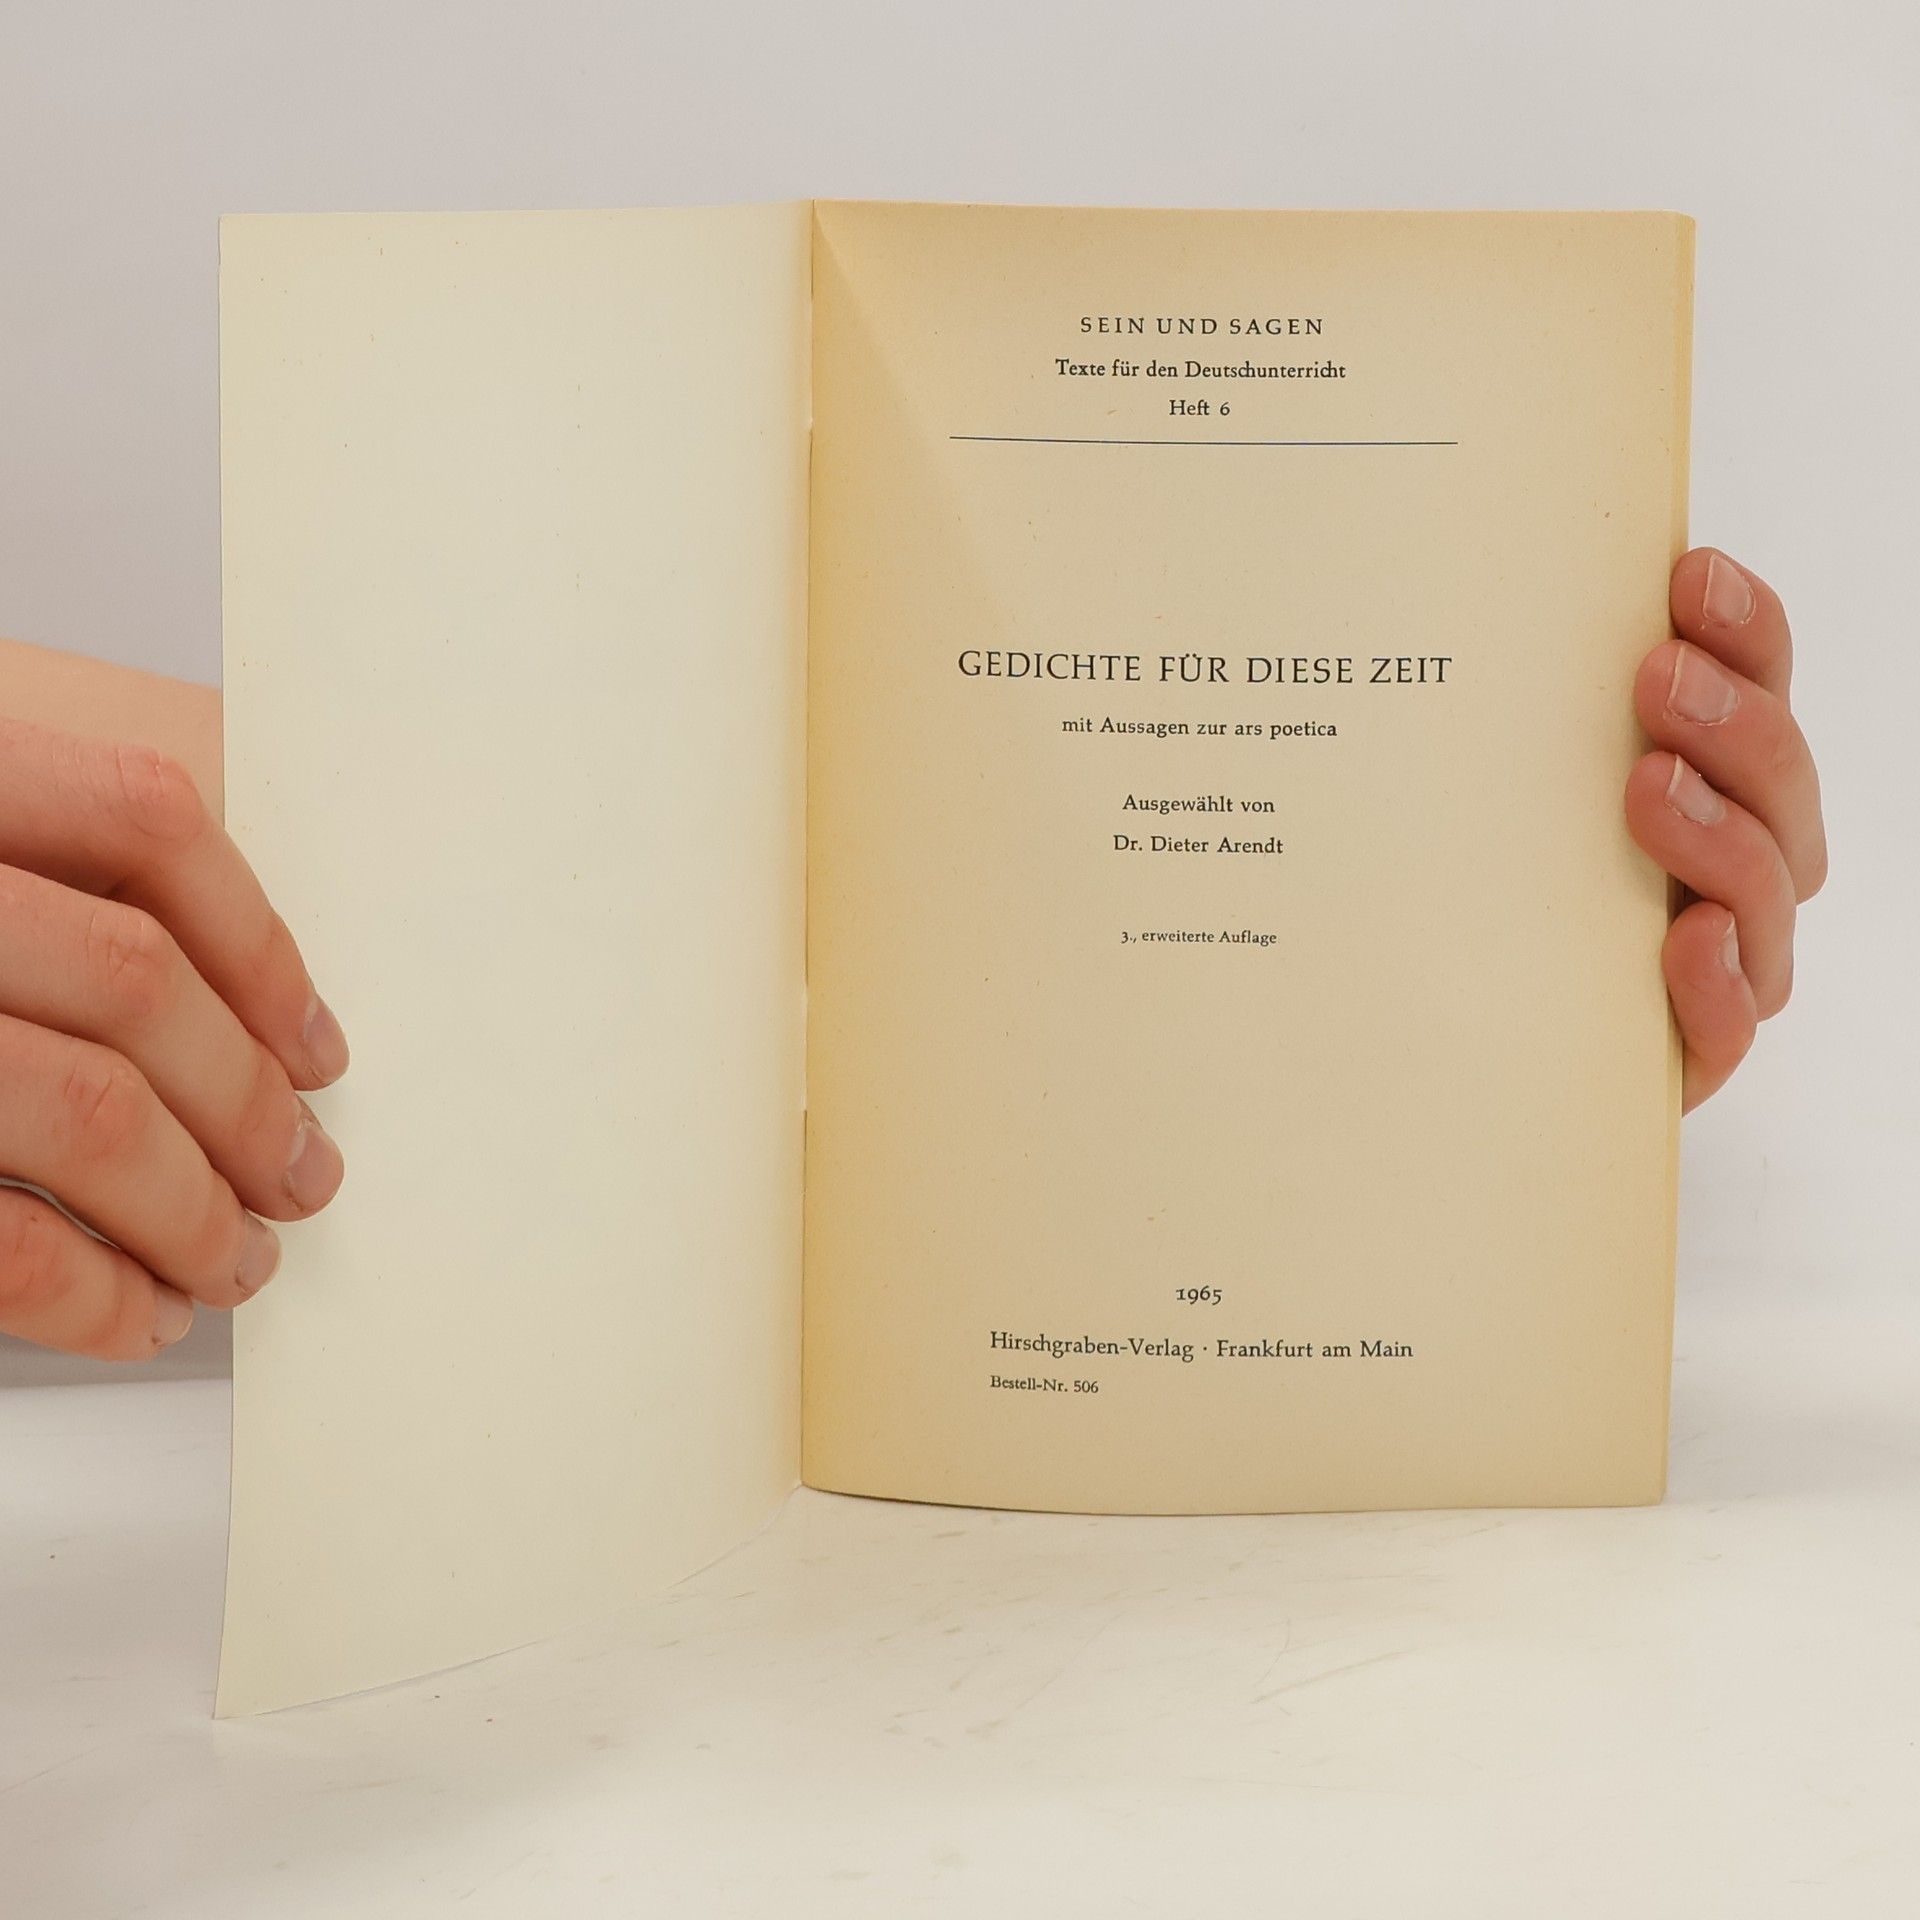 SEIN UND SAGEN
Texte für den Deutschunterricht
Heft 6
GEDICHTE FÜR DIESE ZEIT
mit Aussagen zur ars poetica
Ausgewählt von
Dr. Dieter Arendt
3., erweiterte Auflage
1965
Hirschgraben-Verlag · Frankfurt am Main
Bestell-Nr. 506